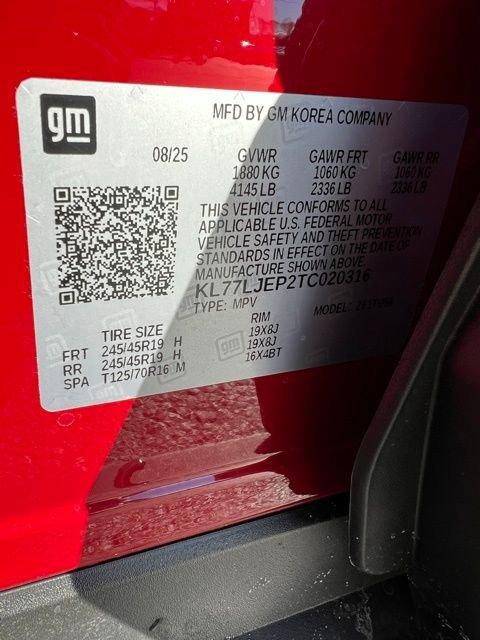 gm
MFD BY GM KOREA COMPANY
08/25 GVWR GAWR FRT GAWR RR
1880 KG 1060 KG 1060 KG
4145 LB 2336 LB 2336 LB
THIS VEHICLE CONFORMS TO ALL
APPLICABLE U.S. FEDERAL MOTOR
VEHICLE SAFETY AND THEFT PREVENTION
STANDARDS IN EFFECT ON THE DATE OF
MANUFACTURE SHOWN ABOVE.
KL77LJEP2TC020316
TYPE: MPV MODEL:
TIRE SIZE RIM
FRT 245/45R19 H 19X8J
RR 245/45R19 H 19X8J
SPA T125/70R16 M 16X4BT